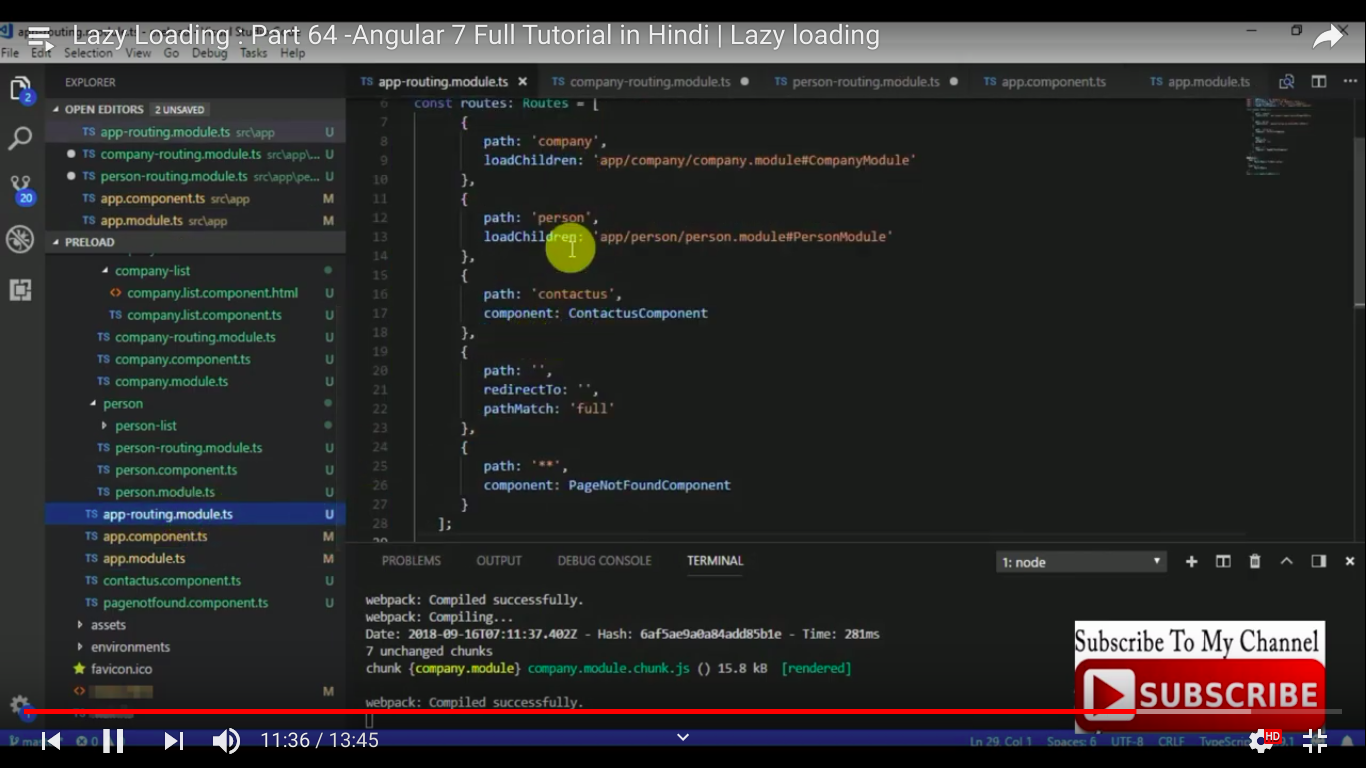 Lazy Loading : Part 64 -Angular 7 Full Tutorial in Hindi | Lazy loading
File Edit Selection View Go Debug Tasks Help
EXPLORER
OPEN EDITORS 2 UNSAVED
TS app-routing.module.ts src\app U
TS company-routing.module.ts src\app\... U
TS person-routing.module.ts src\app\pe... U
TS app.component.ts src\app M
TS app.module.ts src\app M
PRELOAD
company-list
<> company.list.component.html U
TS company.list.component.ts U
TS company-routing.module.ts U
TS company.component.ts U
TS company.module.ts U
person
person-list
TS person-routing.module.ts U
TS person.component.ts U
TS person.module.ts U
TS app-routing.module.ts U
TS app.component.ts M
TS app.module.ts M
TS contactus.component.ts U
TS pagenotfound.component.ts U
assets
environments
favicon.ico
<> M
2
20
1
TS app-routing.module.ts × TS company-routing.module.ts TS person-routing.module.ts TS app.component.ts TS app.module.ts
6 const routes: Routes = [
7 {
8 path: 'company',
9 loadChildren: 'app/company/company.module#CompanyModule'
10 },
11 {
12 path: 'person',
13 loadChildren: 'app/person/person.module#PersonModule'
14 },
15 {
16 path: 'contactus',
17 component: ContactusComponent
18 },
19 {
20 path: '',
21 redirectTo: '',
22 pathMatch: 'full'
23 },
24 {
25 path: '**',
26 component: PageNotFoundComponent
27 }
28 ];
PROBLEMS OUTPUT DEBUG CONSOLE TERMINAL 1: node
webpack: Compiled successfully.
webpack: Compiling...
Date: 2018-09-16T07:11:37.402Z - Hash: 6af5ae9a0a84add85b1e - Time: 281ms
7 unchanged chunks
chunk {company.module} company.module.chunk.js () 15.8 kB [rendered]
webpack: Compiled successfully.
Subscribe To My Channel
SUBSCRIBE
11:36 / 13:45
HD
Ln 29, Col 1 Spaces: 6 UTF-8 CRLF